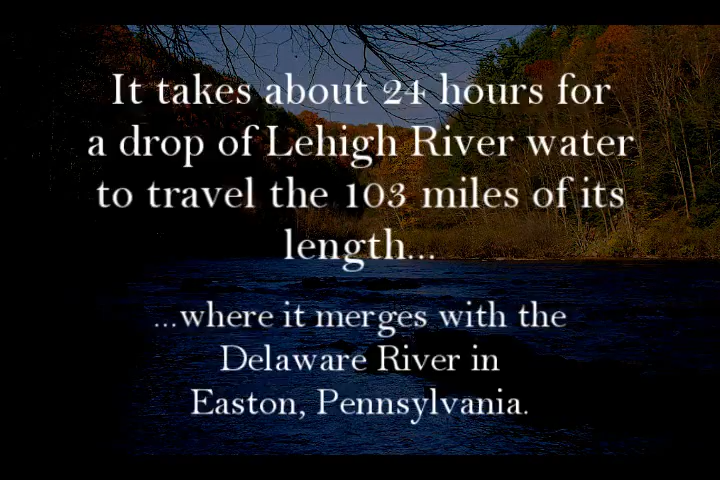 It takes about 24 hours for
a drop of Lehigh River water
to travel the 103 miles of its
length...
...where it merges with the
Delaware River in
Easton, Pennsylvania.